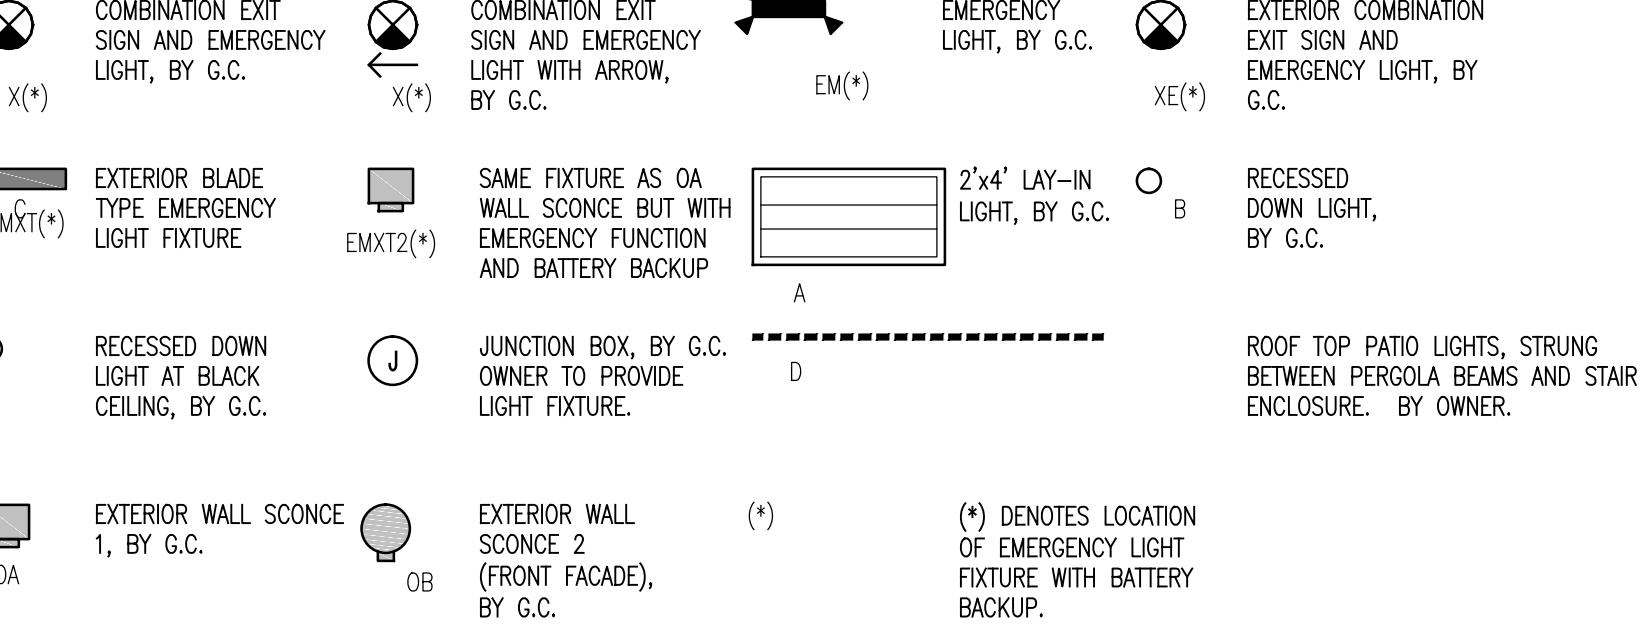 COMBINATION EXIT
SIGN AND EMERGENCY
LIGHT, BY G.C.
X(*)
COMBINATION EXIT
SIGN AND EMERGENCY
LIGHT WITH ARROW,
BY G.C.
X(*)
EMERGENCY
LIGHT, BY G.C.
EM(*)
EXTERIOR COMBINATION
EXIT SIGN AND
EMERGENCY LIGHT, BY
G.C.
XE(*)
EXTERIOR BLADE
TYPE EMERGENCY
LIGHT FIXTURE
MXT(*)
SAME FIXTURE AS OA
WALL SCONCE BUT WITH
EMERGENCY FUNCTION
AND BATTERY BACKUP
EMXT2(*)
2'x4' LAY-IN
LIGHT, BY G.C.
A
RECESSED
DOWN LIGHT,
BY G.C.
B
C
RECESSED DOWN
LIGHT AT BLACK
CEILING, BY G.C.
J
JUNCTION BOX, BY G.C.
OWNER TO PROVIDE
LIGHT FIXTURE.
D
ROOF TOP PATIO LIGHTS, STRUNG
BETWEEN PERGOLA BEAMS AND STAIR
ENCLOSURE. BY OWNER.
EXTERIOR WALL SCONCE
1, BY G.C.
OA
EXTERIOR WALL
SCONCE 2
(FRONT FACADE),
BY G.C.
OB
(*)
(*) DENOTES LOCATION
OF EMERGENCY LIGHT
FIXTURE WITH BATTERY
BACKUP.